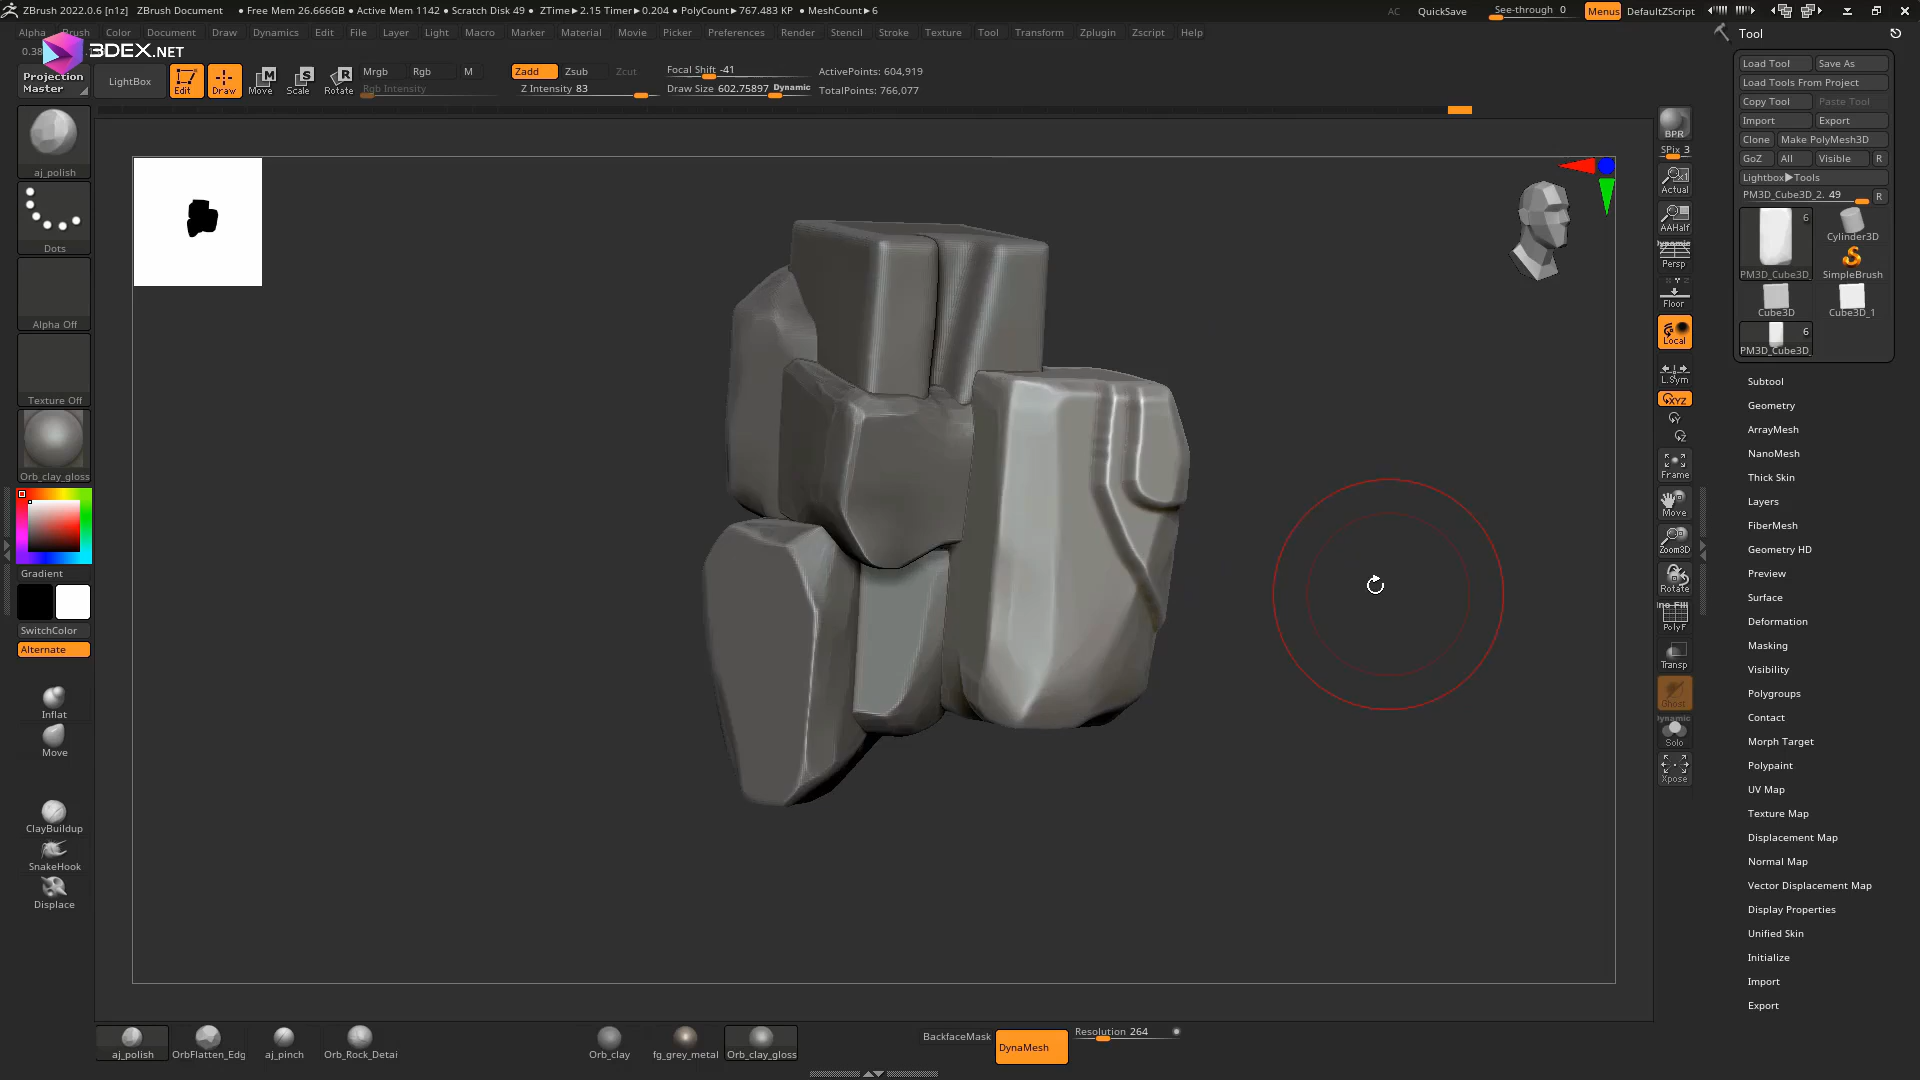 ZBrush 2022.0.6 [n1z] ZBrush Document • Free Mem 26.666GB • Active Mem 1142 • Scratch Disk 49 • ZTime►2.15 Timer►0.204 • PolyCount►767.483 KP • MeshCount►6 AC QuickSave See-through 0 Menus DefaultZScript
Alpha Brush Color Document Draw Dynamics Edit File Layer Light Macro Marker Material Movie Picker Preferences Render Stencil Stroke Texture Tool Transform Zplugin Zscript Help
3DEX.NET
Projection Master
LightBox
Edit Draw Move Scale Rotate
Mrgb Rgb M
Rgb Intensity
Zadd Zsub Zcut
Z Intensity 83
Focal Shift -41
Draw Size 602.75897 Dynamic
ActivePoints: 604,919
TotalPoints: 766,077
aj_polish
Dots
Alpha Off
Texture Off
Orb_clay_gloss
Gradient
SwitchColor
Alternate
Inflat
Move
ClayBuildup
SnakeHook
Displace
BPR
SPix 3
Actual
AAHalf
Dynamic
Persp
Floor
Local
L.Sym
XYZ
Y
Z
Frame
Move
Zoom3D
Rotate
PolyF
Transp
Ghost
Dynamic
Solo
Xpose
Tool
Load Tool Save As
Load Tools From Project
Copy Tool Paste Tool
Import Export
Clone Make PolyMesh3D
GoZ All Visible R
Lightbox►Tools
PM3D_Cube3D_2. 49 R
6
PM3D_Cube3D_
Cylinder3D
SimpleBrush
Cube3D
Cube3D_1
6
PM3D_Cube3D_
Subtool
Geometry
ArrayMesh
NanoMesh
Thick Skin
Layers
FiberMesh
Geometry HD
Preview
Surface
Deformation
Masking
Visibility
Polygroups
Contact
Morph Target
Polypaint
UV Map
Texture Map
Displacement Map
Normal Map
Vector Displacement Map
Display Properties
Unified Skin
Initialize
Import
Export
aj_polish OrbFlatten_Edg aj_pinch Orb_Rock_Detai Orb_clay fg_grey_metal Orb_clay_gloss
BackfaceMask
DynaMesh
Resolution 264